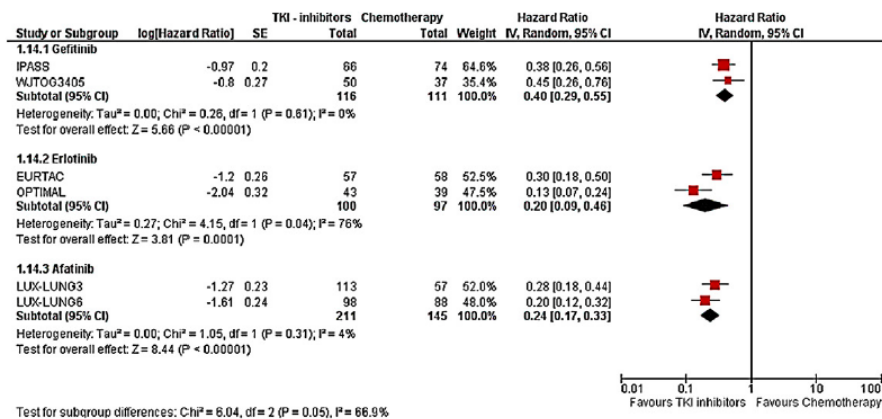 TKI - inhibitors Chemotherapy Hazard Ratio Hazard Ratio
Study or Subgroup log[Hazard Ratio] SE Total Total Weight IV, Random, 95% CI IV, Random, 95% CI
1.14.1 Gefitinib
IPASS -0.97 0.2 66 74 64.6% 0.38 [0.26, 0.56]
WJTOG3405 -0.8 0.27 50 37 35.4% 0.45 [0.26, 0.76]
Subtotal (95% CI) 116 111 100.0% 0.40 [0.29, 0.55]
Heterogeneity: Tau² = 0.00; Chi² = 0.26, df = 1 (P = 0.61); I² = 0%
Test for overall effect: Z = 5.66 (P < 0.00001)
1.14.2 Erlotinib
EURTAC -1.2 0.26 57 58 52.5% 0.30 [0.18, 0.50]
OPTIMAL -2.04 0.32 43 39 47.5% 0.13 [0.07, 0.24]
Subtotal (95% CI) 100 97 100.0% 0.20 [0.09, 0.46]
Heterogeneity: Tau² = 0.27; Chi² = 4.15, df = 1 (P = 0.04); I² = 76%
Test for overall effect: Z = 3.81 (P = 0.0001)
1.14.3 Afatinib
LUX-LUNG3 -1.27 0.23 113 57 52.0% 0.28 [0.18, 0.44]
LUX-LUNG6 -1.61 0.24 98 88 48.0% 0.20 [0.12, 0.32]
Subtotal (95% CI) 211 145 100.0% 0.24 [0.17, 0.33]
Heterogeneity: Tau² = 0.00; Chi² = 1.05, df = 1 (P = 0.31); I² = 4%
Test for overall effect: Z = 8.44 (P < 0.00001)
0.01 0.1 1 10 100
Favours TKI inhibitors Favours Chemotherapy
Test for subgroup differences: Chi² = 6.04, df = 2 (P = 0.05), I² = 66.9%